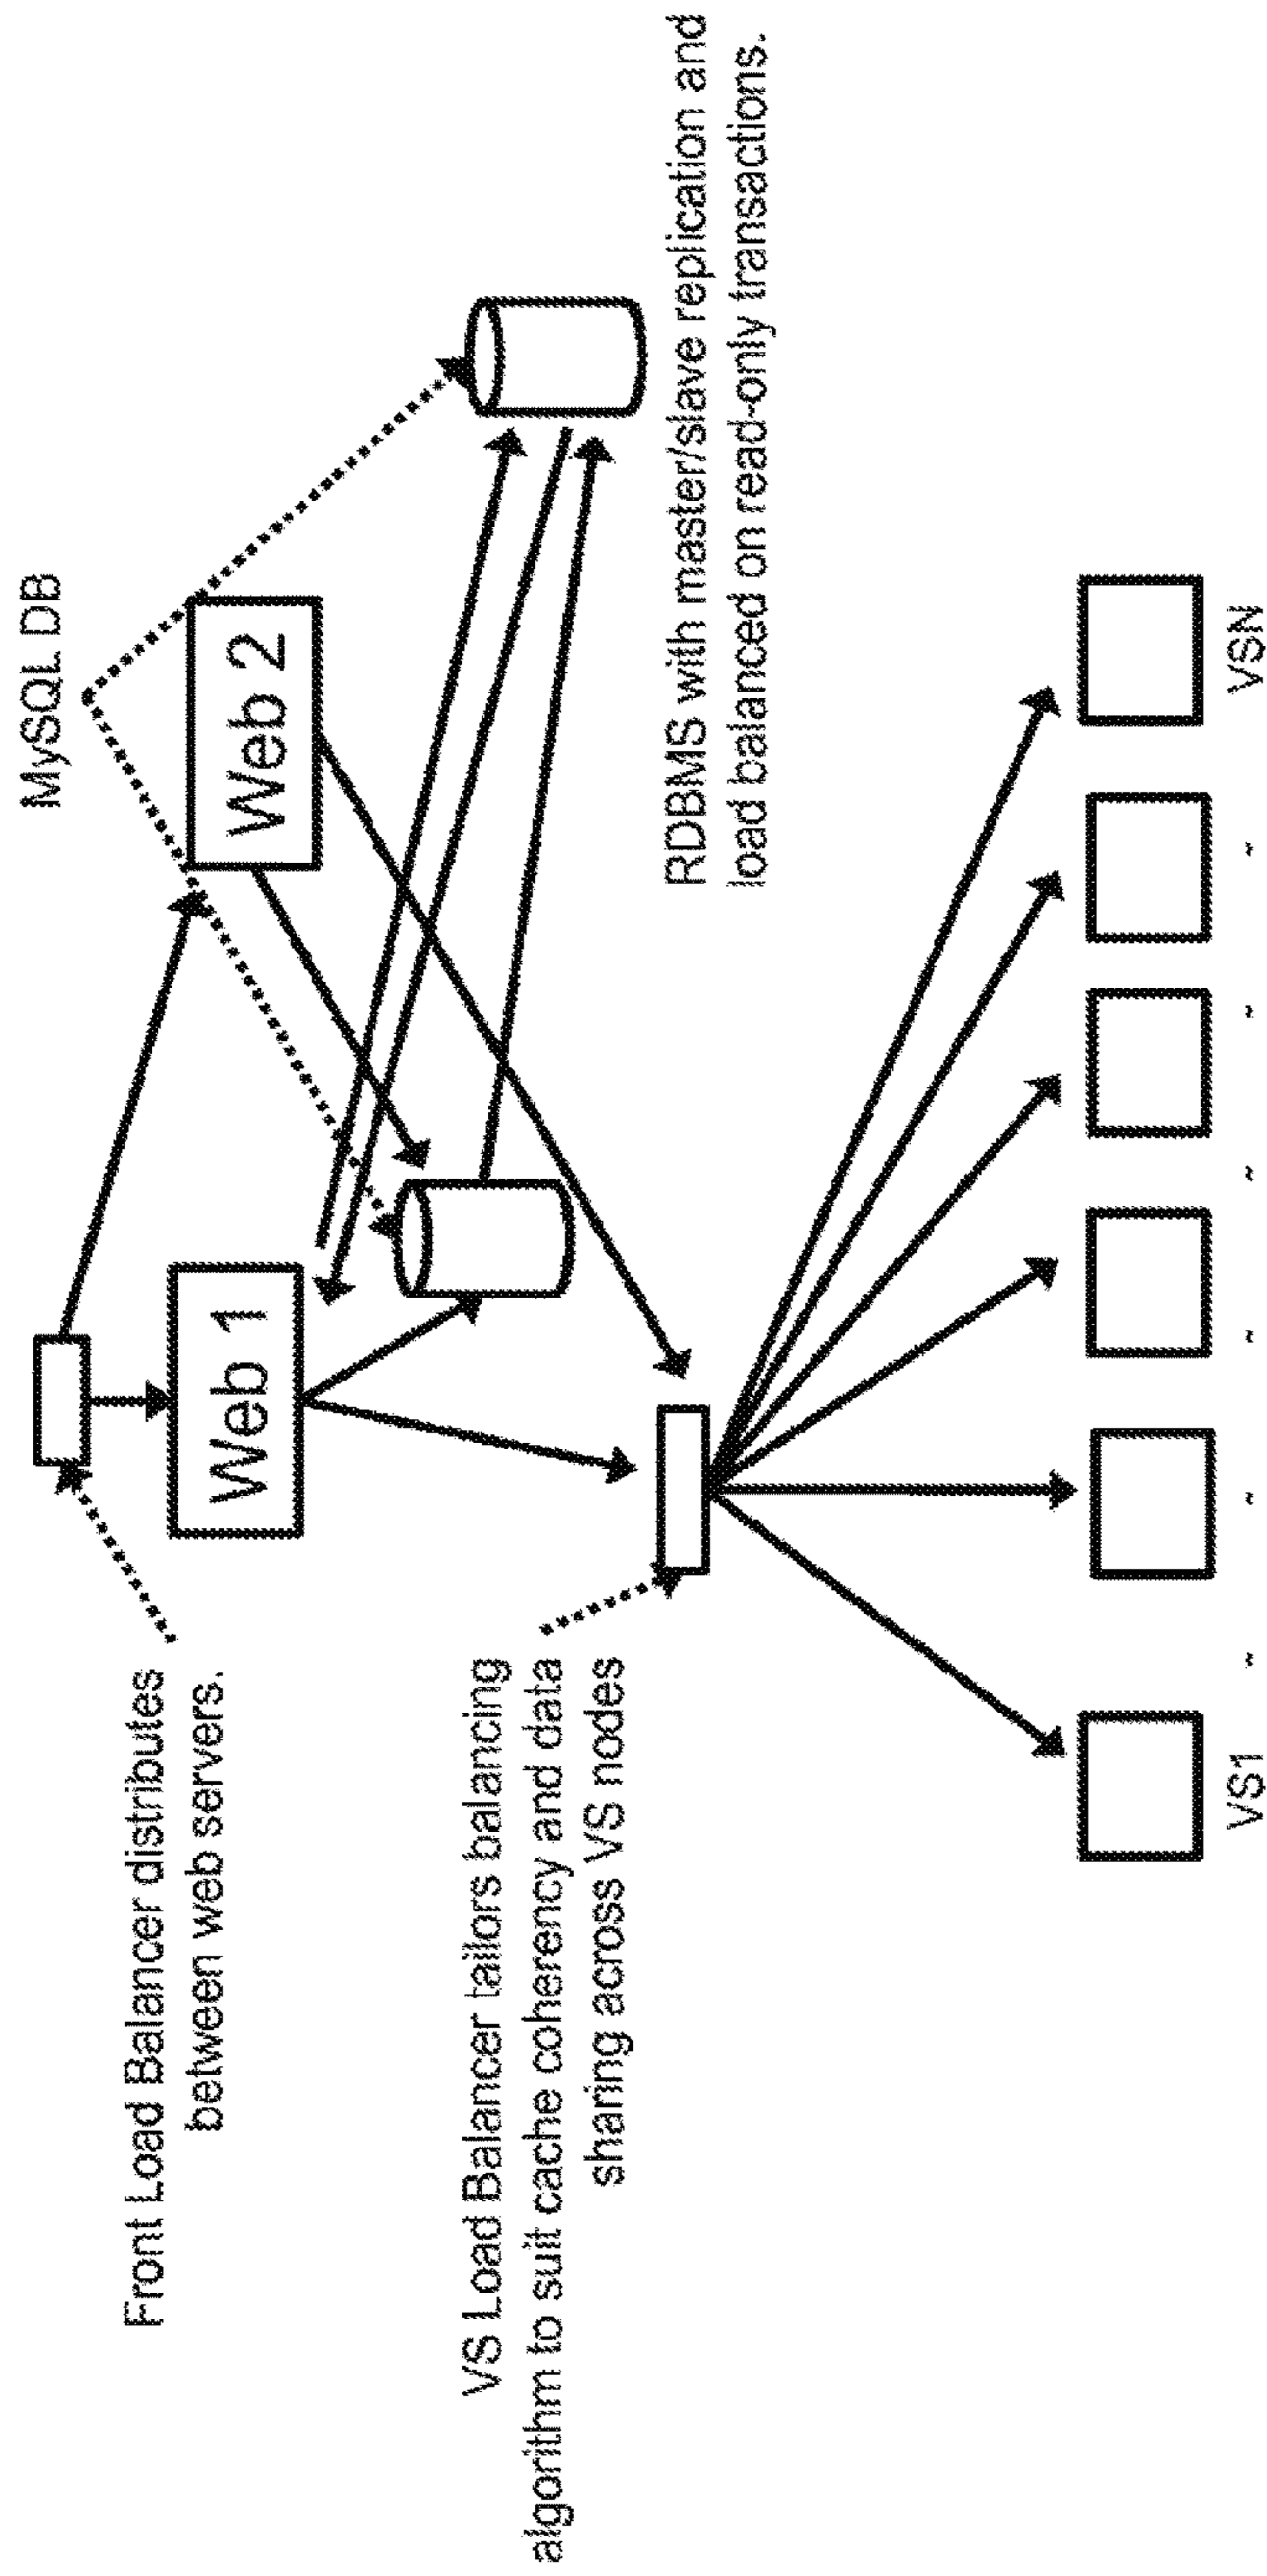 MySQL DB
Front Load Balancer distributes
between web servers.
Web 1
Web 2
VS Load Balancer tailors balancing
algorithm to suit cache coherency and data
sharing across VS nodes
RDBMS with master/slave replication and
load balanced on read-only transactions.
VS1
VSN